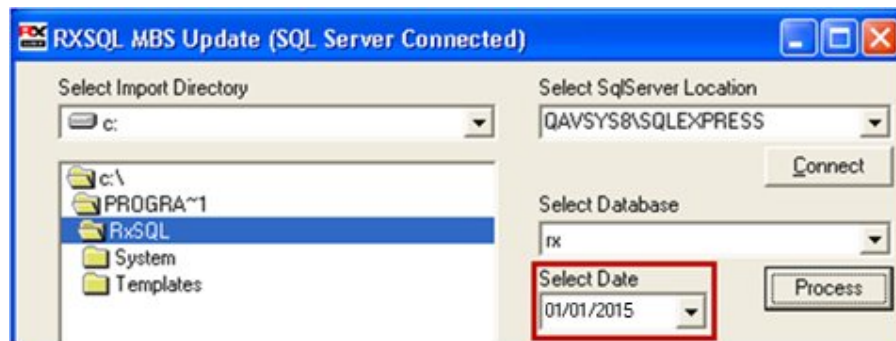 RXSQL MBS Update (SQL Server Connected)
Select Import Directory
c:
c:\
PROGRA~1
RxSQL
System
Templates
Select SqlServer Location
QAVSYS8\SQLEXPRESS
Connect
Select Database
rx
Select Date
01/01/2015
Process